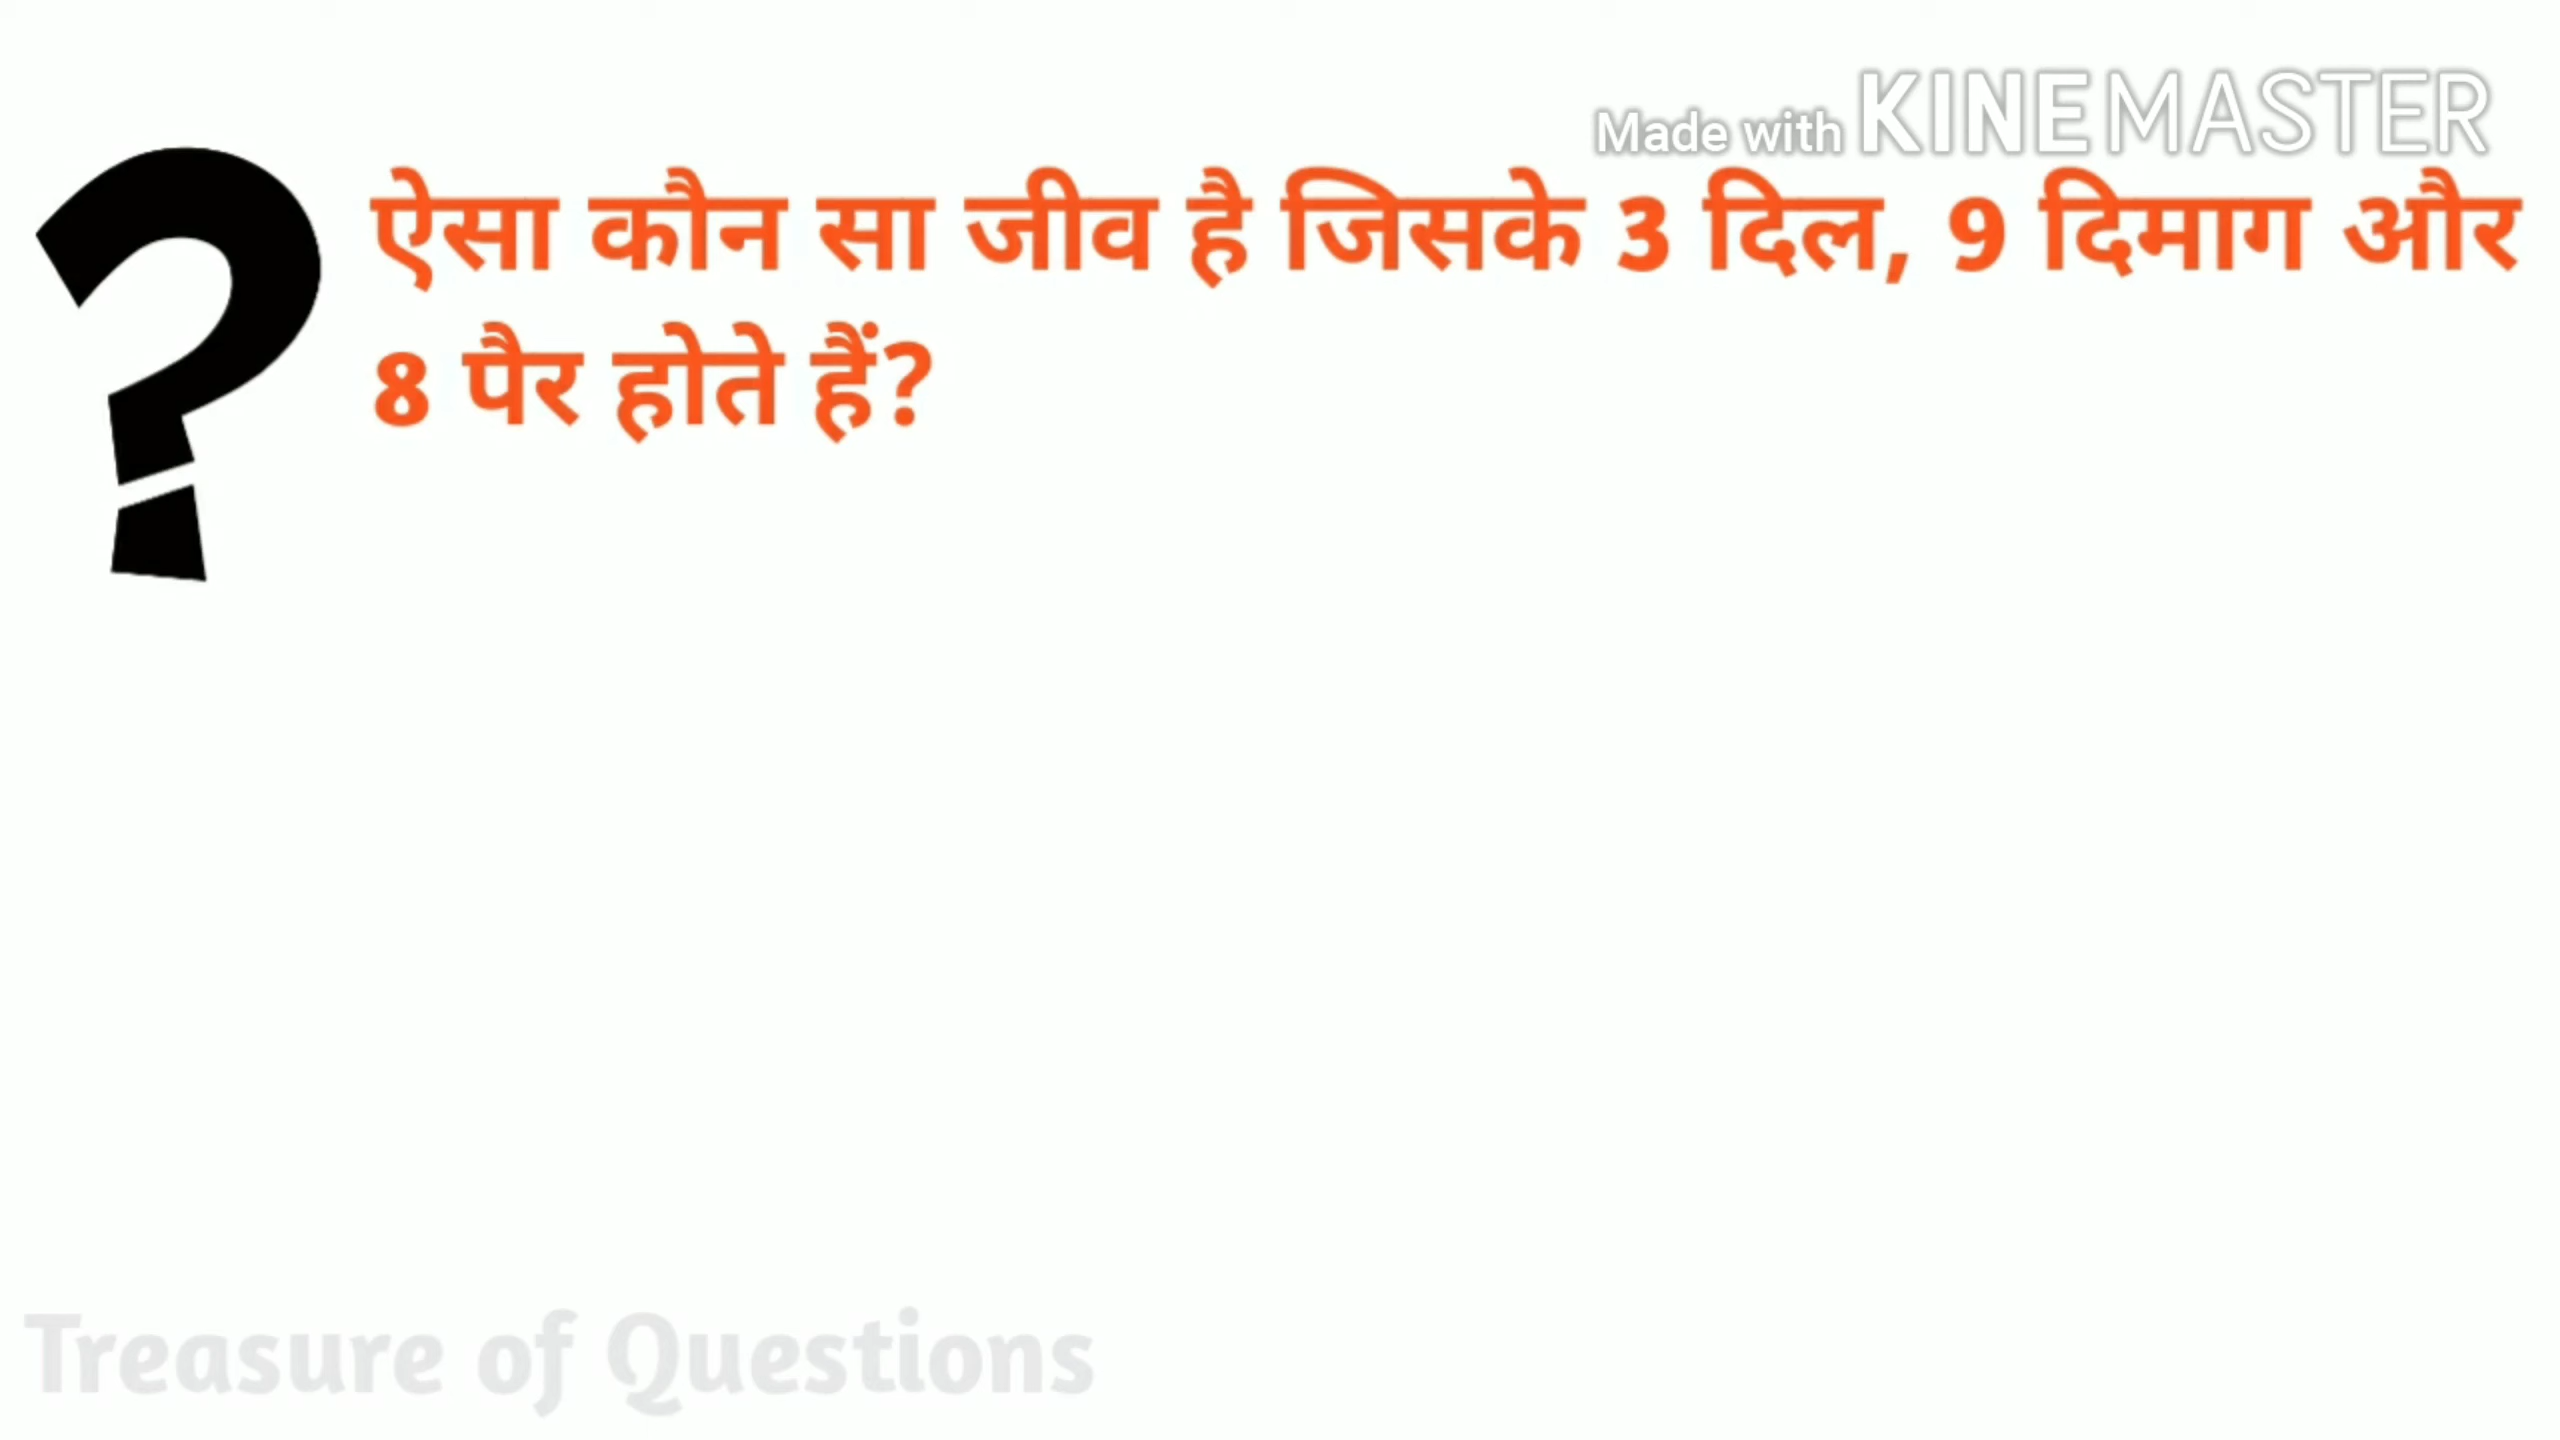 Made with KINEMASTER
ऐसा कौन सा जीव है जिसके 3 दिल, 9 दिमाग और
8 पैर होते हैं?
Treasure of Questions